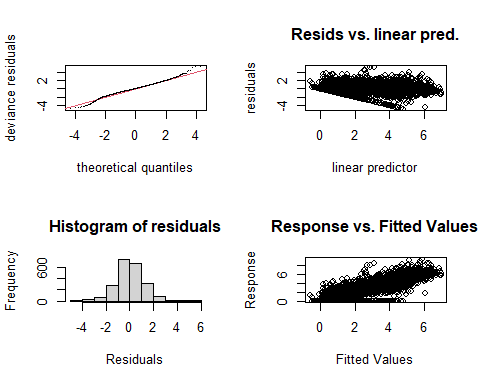 deviance residuals
-4
2
-4
-2
0
2
4
theoretical quantiles
Resids vs. linear pred.
residuals
-4
2
0
2
4
6
linear predictor
Histogram of residuals
Frequency
0
600
-4
-2
0
2
4
6
Residuals
Response vs. Fitted Values
Response
0
6
0
2
4
6
Fitted Values